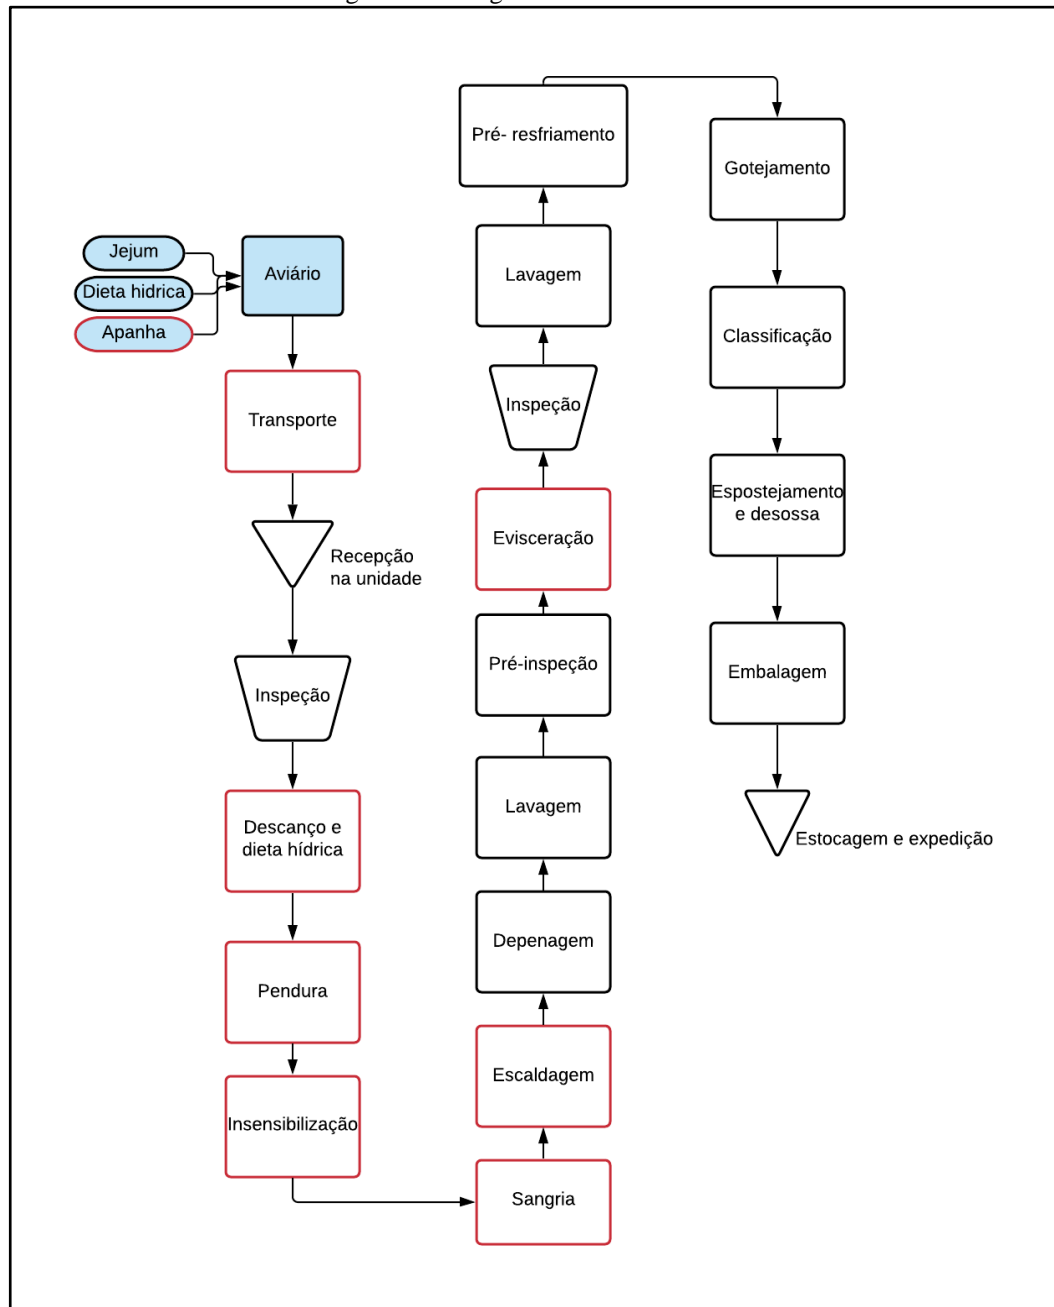 Jejum
Dieta hidrica
Apanha
Aviário
Transporte
Recepção
na unidade
Inspeção
Descanço e
dieta hídrica
Pendura
Insensibilização
Sangria
Escaldagem
Depenagem
Lavagem
Pré-inspeção
Evisceração
Inspeção
Lavagem
Pré- resfriamento
Gotejamento
Classificação
Espostejamento
e desossa
Embalagem
Estocagem e expedição